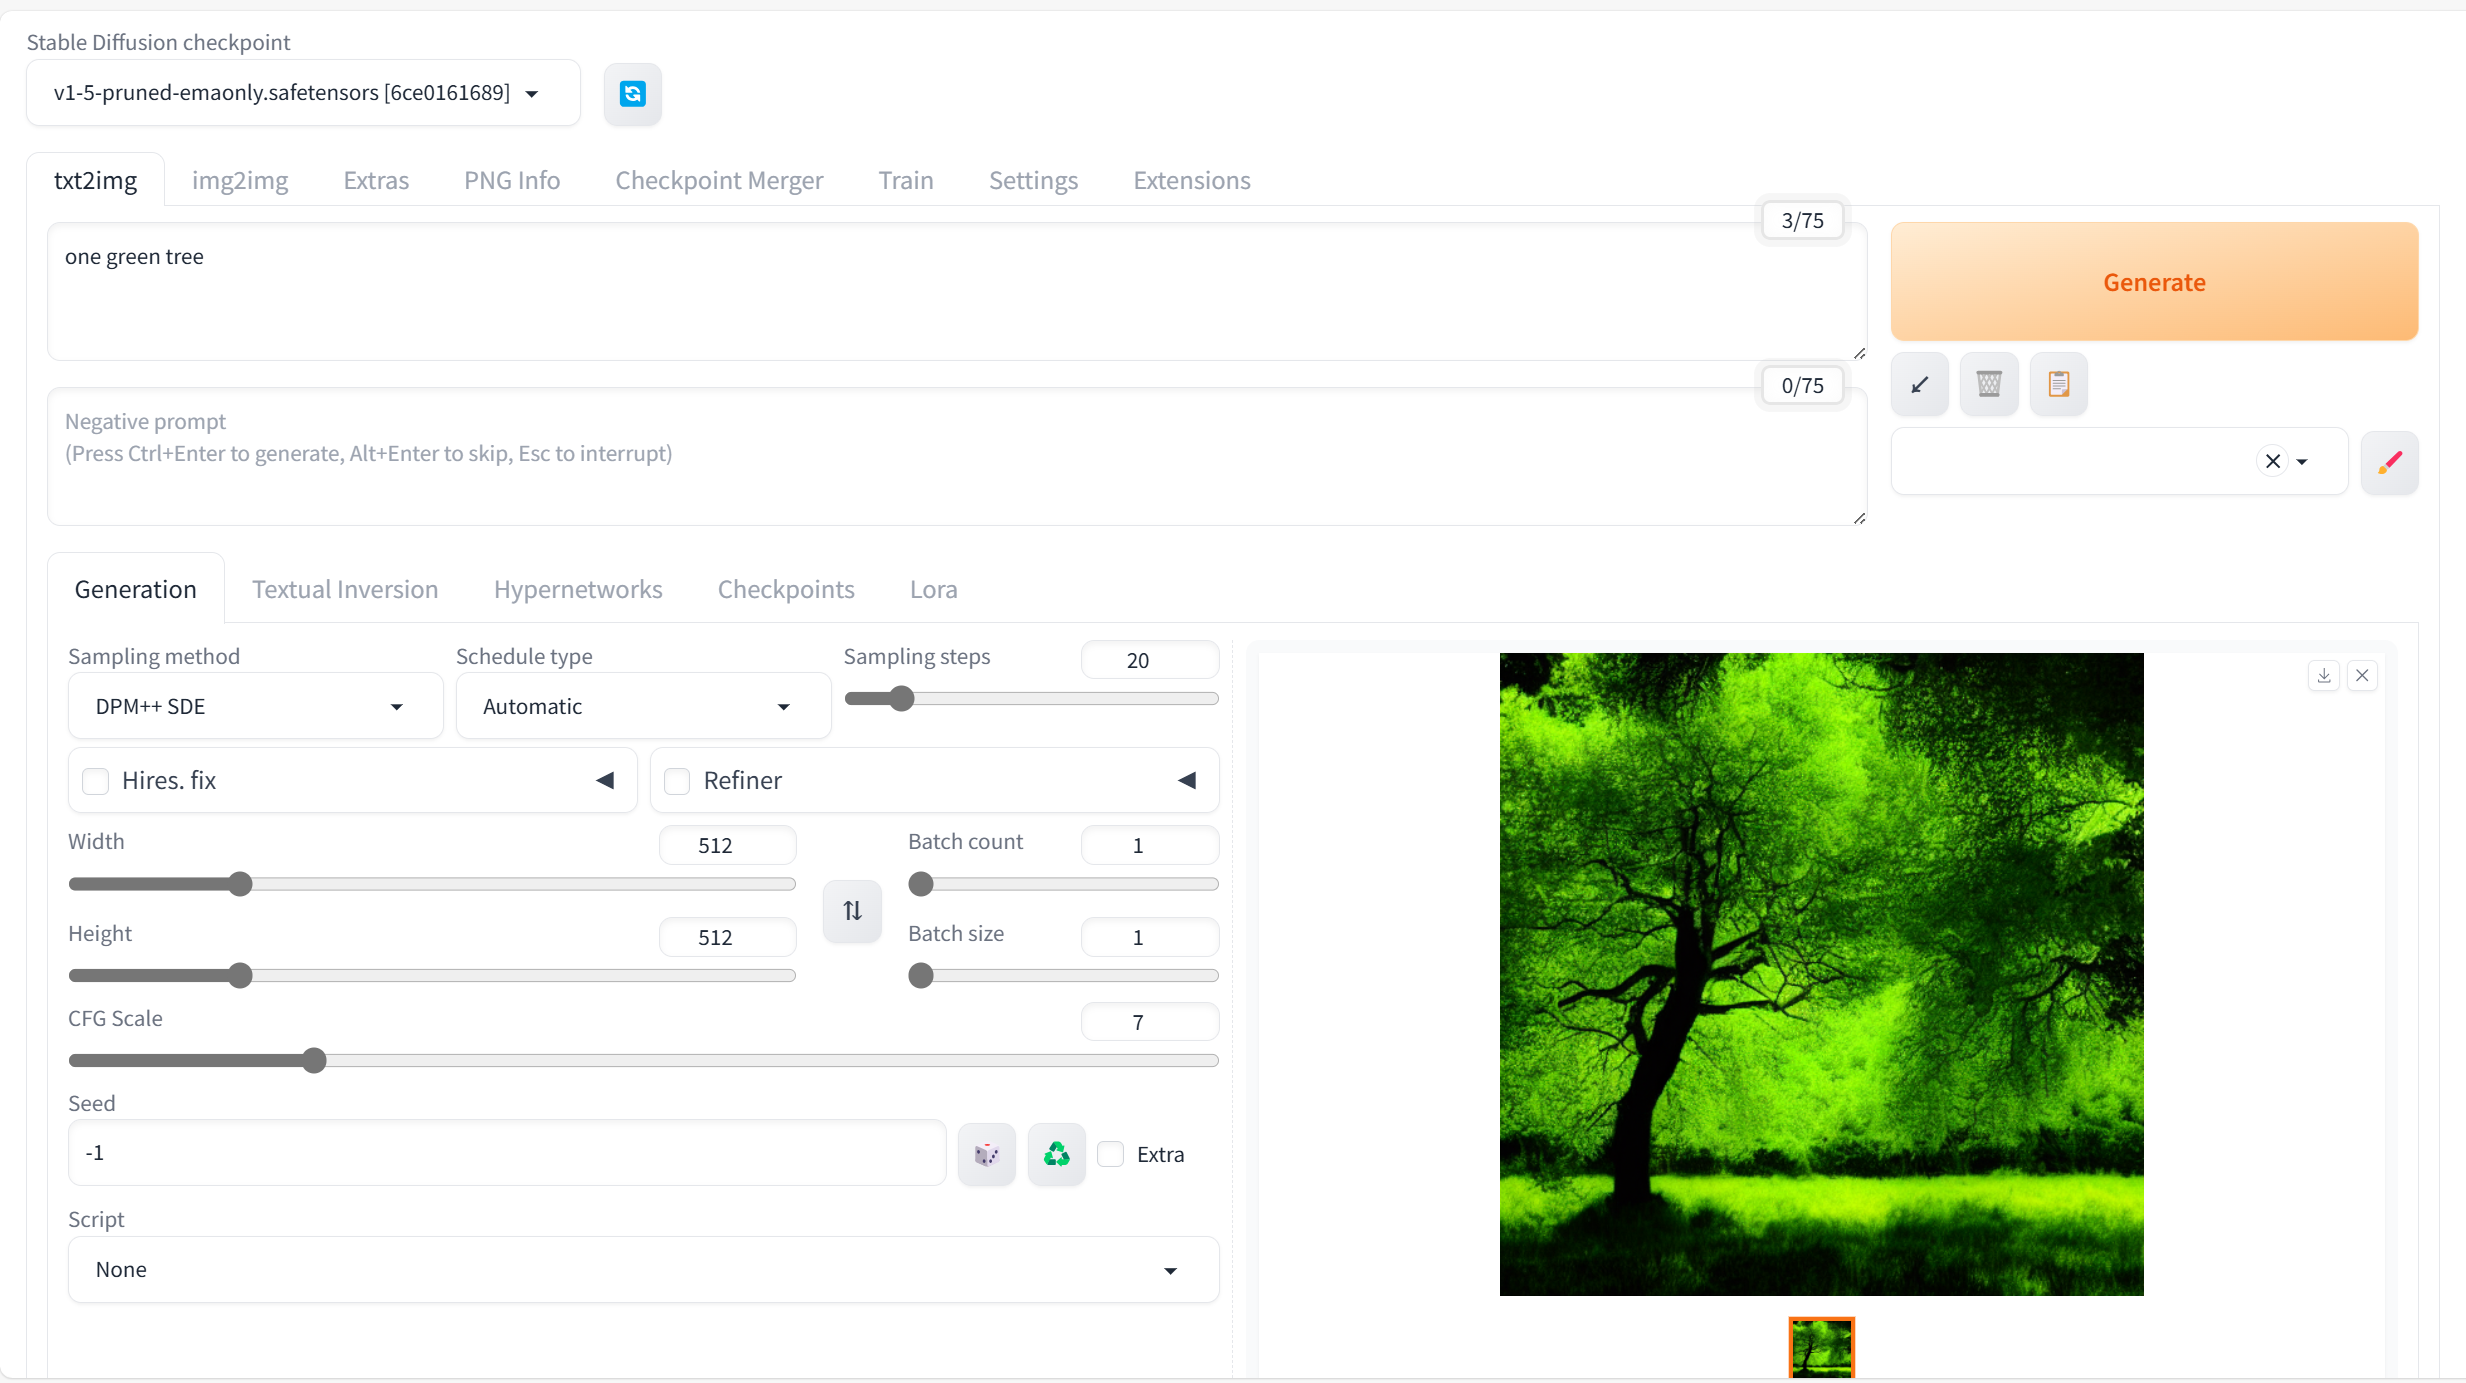 Stable Diffusion checkpoint
v1-5-pruned-emaonly.safetensors [6ce0161689]
txt2img img2img Extras PNG Info Checkpoint Merger Train Settings Extensions
3/75
one green tree
Generate
0/75
Negative prompt
(Press Ctrl+Enter to generate, Alt+Enter to skip, Esc to interrupt)
Generation Textual Inversion Hypernetworks Checkpoints Lora
Sampling method Schedule type Sampling steps 20
DPM++ SDE Automatic
Hires. fix Refiner
Width 512 Batch count 1
Height 512 Batch size 1
CFG Scale 7
Seed
-1 Extra
Script
None